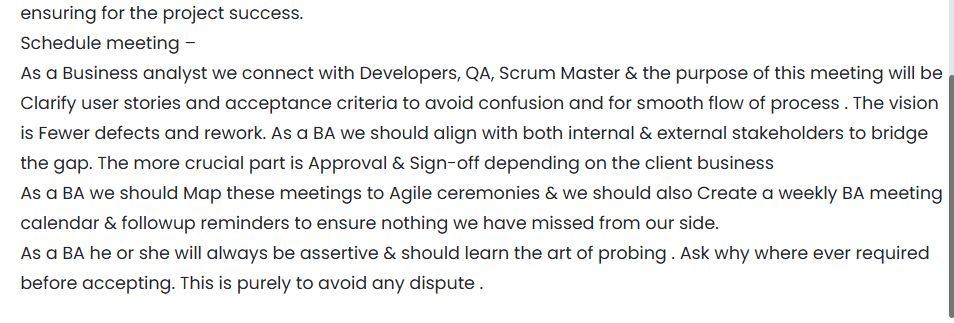 ensuring for the project success.
Schedule meeting –
As a Business analyst we connect with Developers, QA, Scrum Master & the purpose of this meeting will be
Clarify user stories and acceptance criteria to avoid confusion and for smooth flow of process . The vision
is Fewer defects and rework. As a BA we should align with both internal & external stakeholders to bridge
the gap. The more crucial part is Approval & Sign-off depending on the client business
As a BA we should Map these meetings to Agile ceremonies & we should also Create a weekly BA meeting
calendar & followup reminders to ensure nothing we have missed from our side.
As a BA he or she will always be assertive & should learn the art of probing . Ask why where ever required
before accepting. This is purely to avoid any dispute .